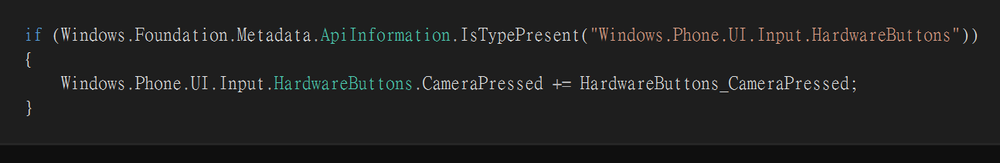 if (Windows.Foundation.Metadata.ApiInformation.IsTypePresent("Windows.Phone.UI.Input.HardwareButtons"))
{
    Windows.Phone.UI.Input.HardwareButtons.CameraPressed += HardwareButtons_CameraPressed;
}